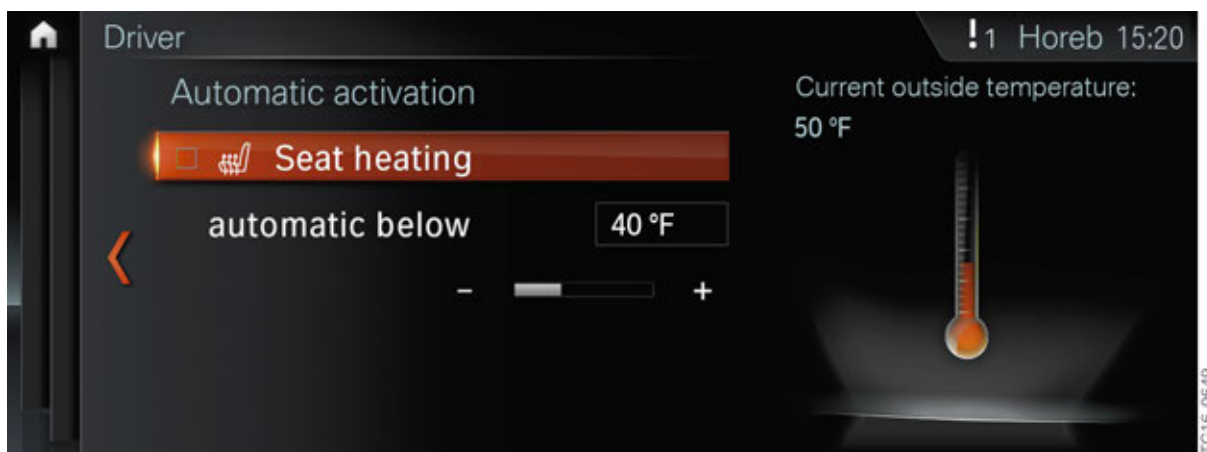 Driver
!1 Horeb 15:20
Automatic activation
Seat heating
automatic below 40 °F
- +
Current outside temperature:
50 °F